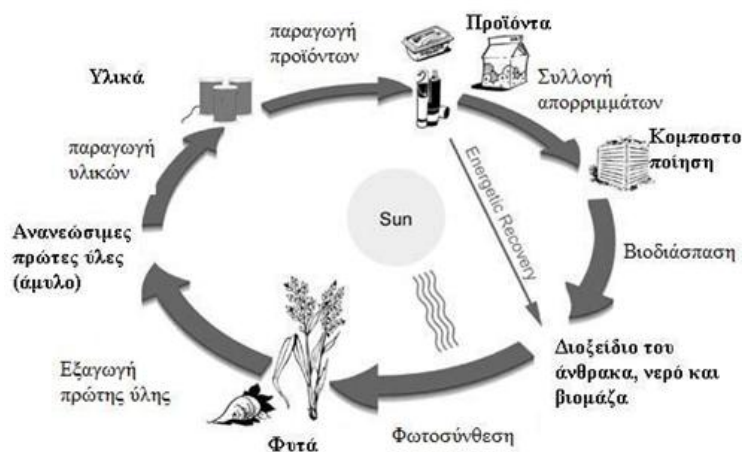 Προϊόντα
παραγωγή
προϊόντων
Υλικά
Συλλογή
απορριμμάτων
Κομποστο
ποίηση
παραγωγή
υλικών
Energetic Recovery
Sun
Ανανεώσιμες
πρώτες ύλες
(άμυλο)
Βιοδιάσπαση
Διοξείδιο του
άνθρακα, νερό και
βιομάζα
Εξαγωγή
πρώτης ύλης
Φωτοσύνθεση
Φυτά